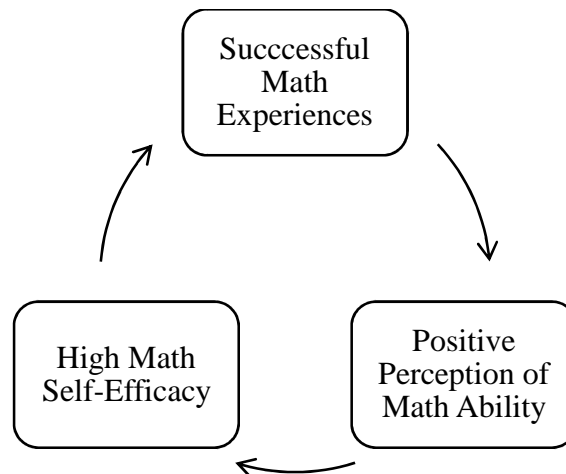 Succcessful
Math
Experiences
Positive
Perception of
Math Ability
High Math
Self-Efficacy